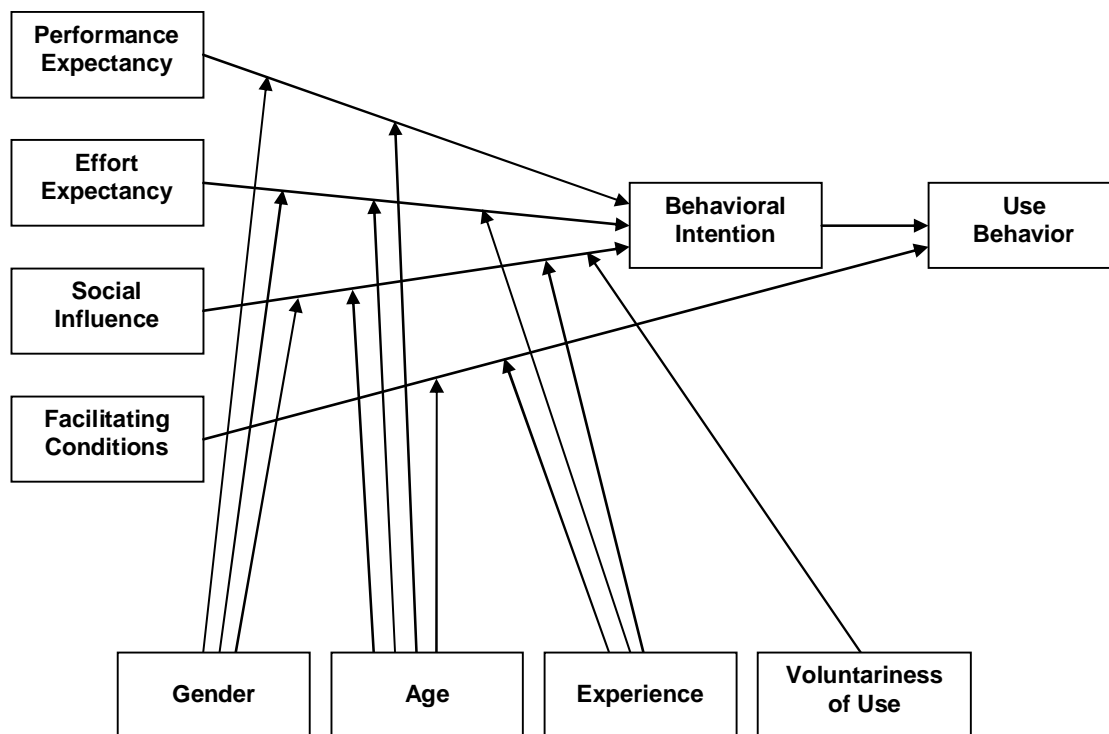 Performance
Expectancy
Effort
Expectancy
Social
Influence
Facilitating
Conditions
Behavioral
Intention
Use
Behavior
Gender
Age
Experience
Voluntariness
of Use